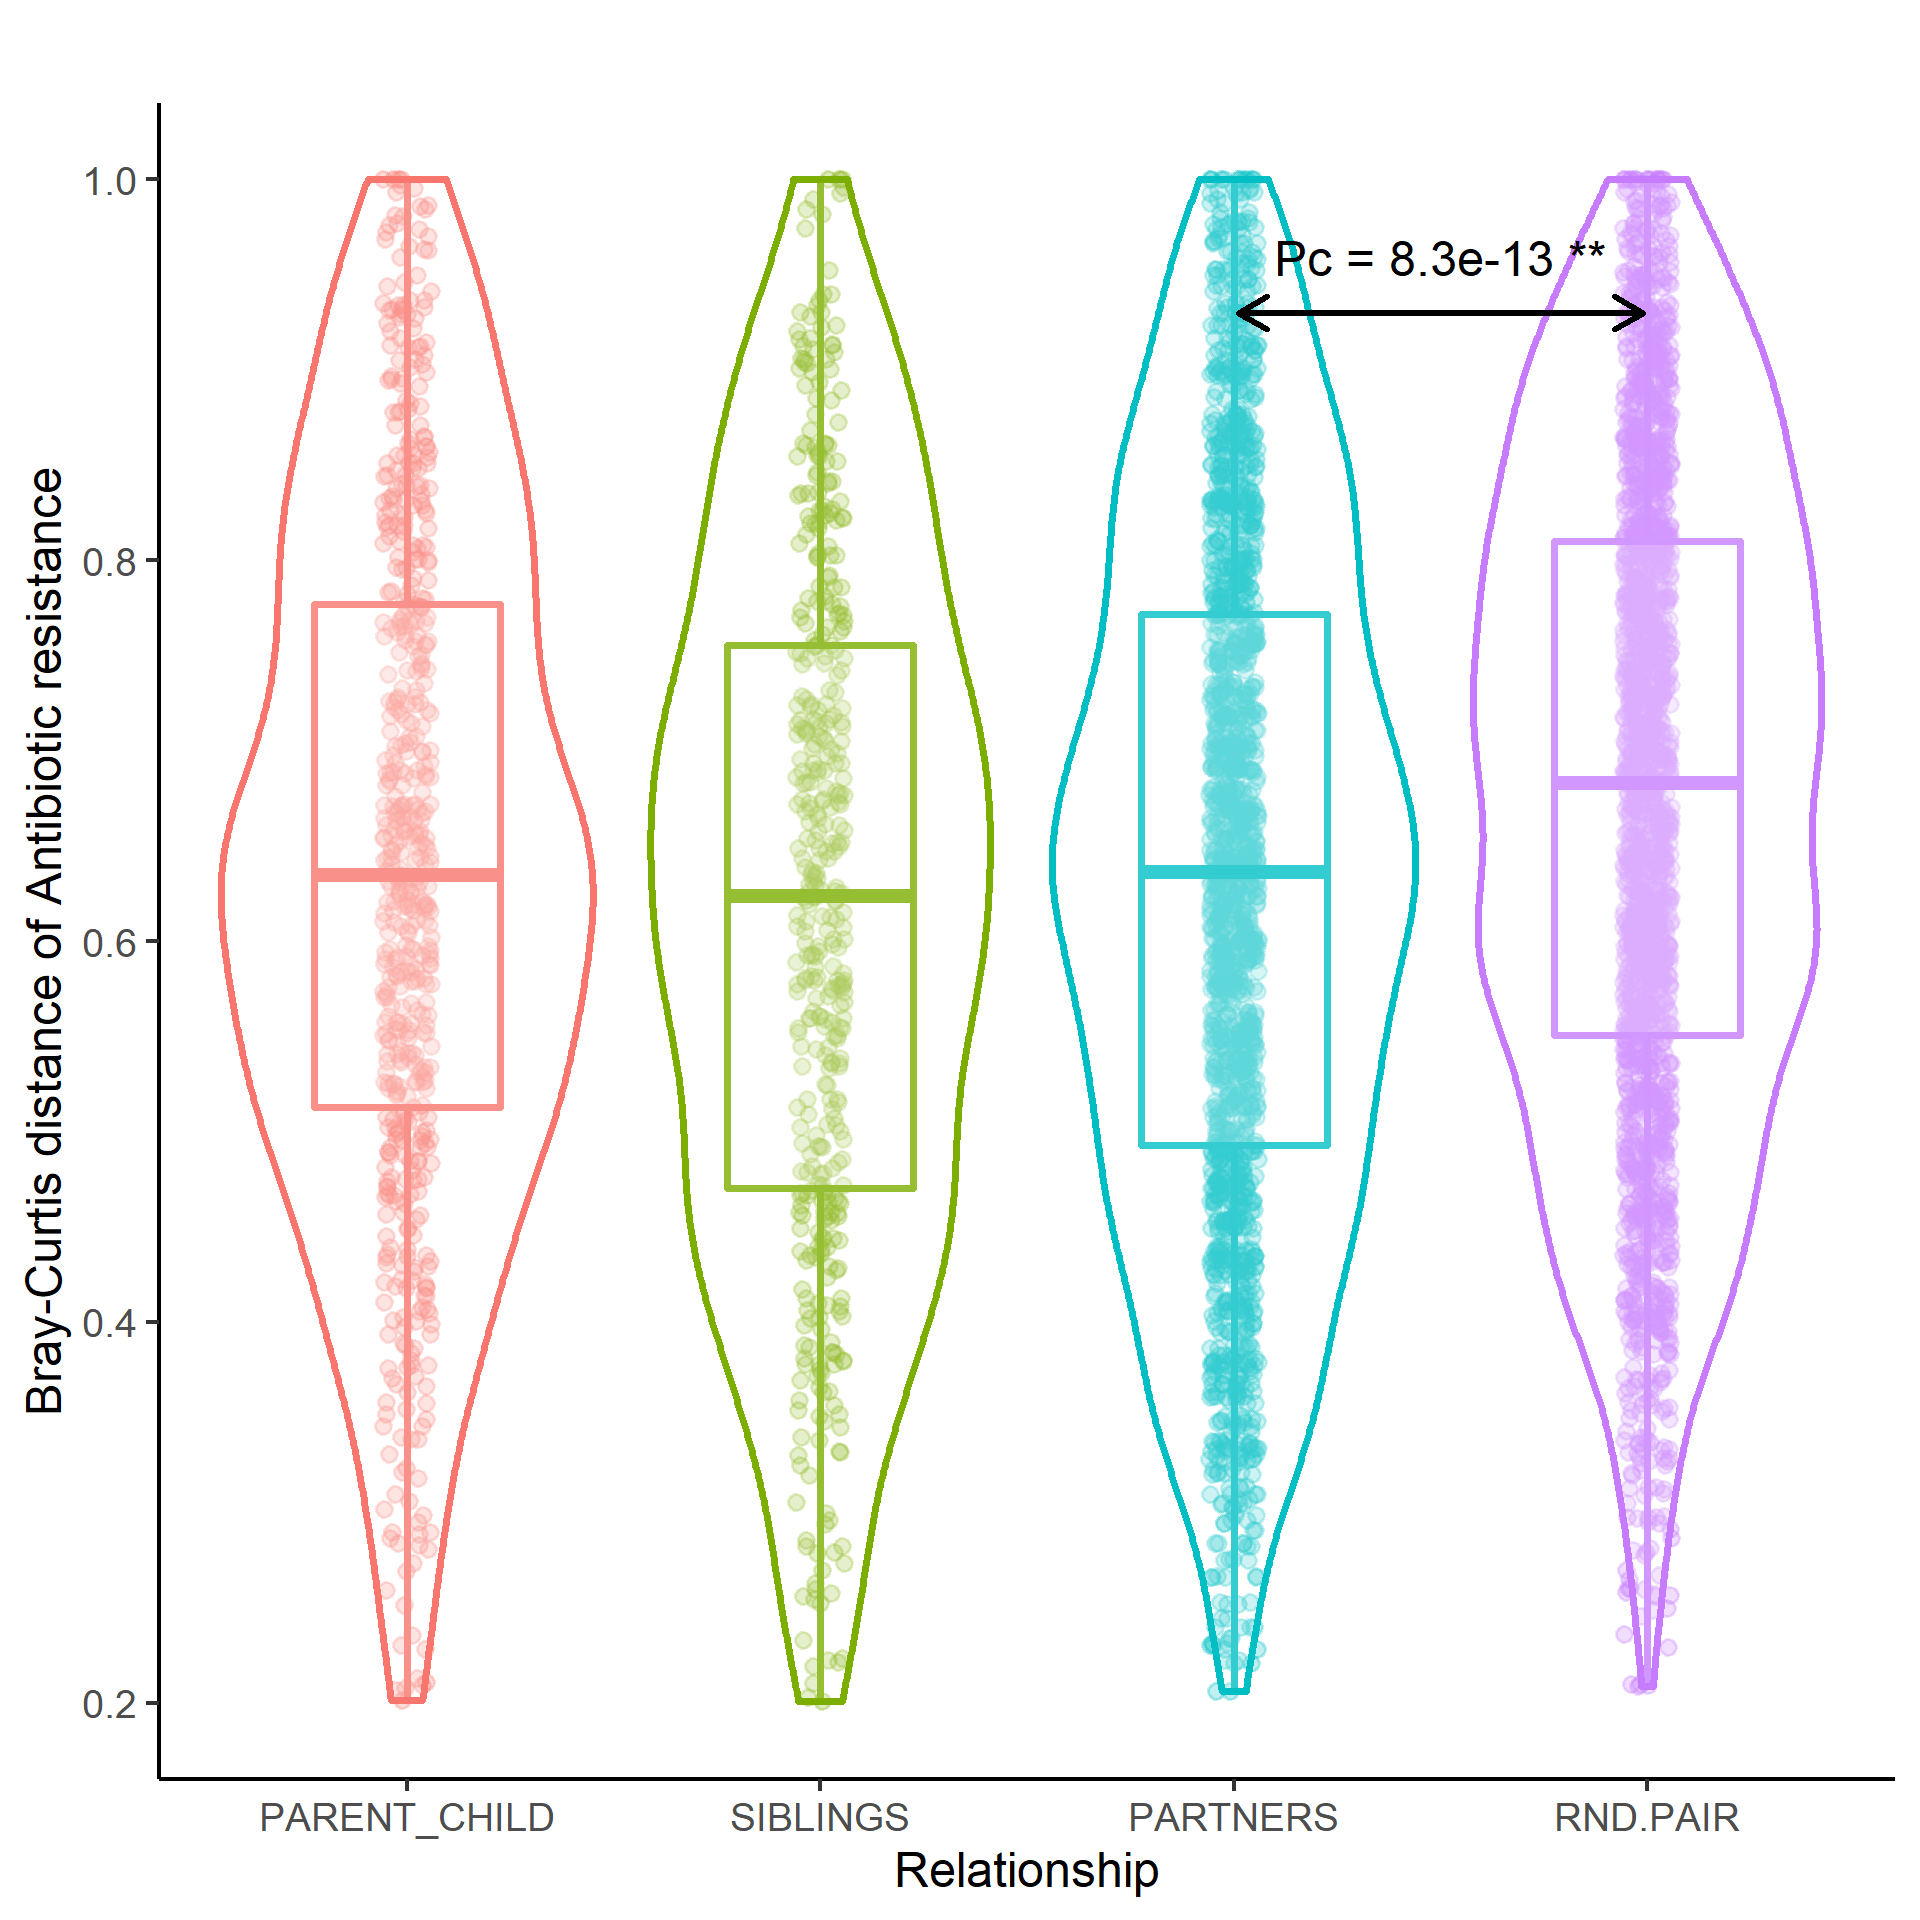 Pc = 8.3e-13 **
Bray-Curtis distance of Antibiotic resistance
1.0
0.8
0.6
0.4
0.2
PARENT_CHILD SIBLINGS PARTNERS RND.PAIR
Relationship